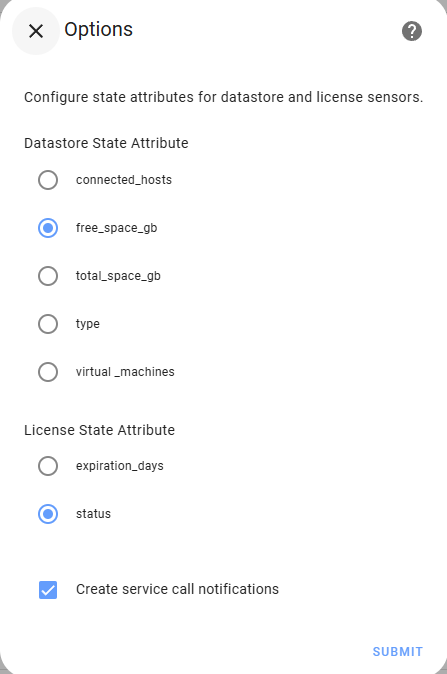 Options
Configure state attributes for datastore and license sensors.
Datastore State Attribute
connected_hosts
free_space_gb
total_space_gb
type
virtual _machines
License State Attribute
expiration_days
status
Create service call notifications
SUBMIT